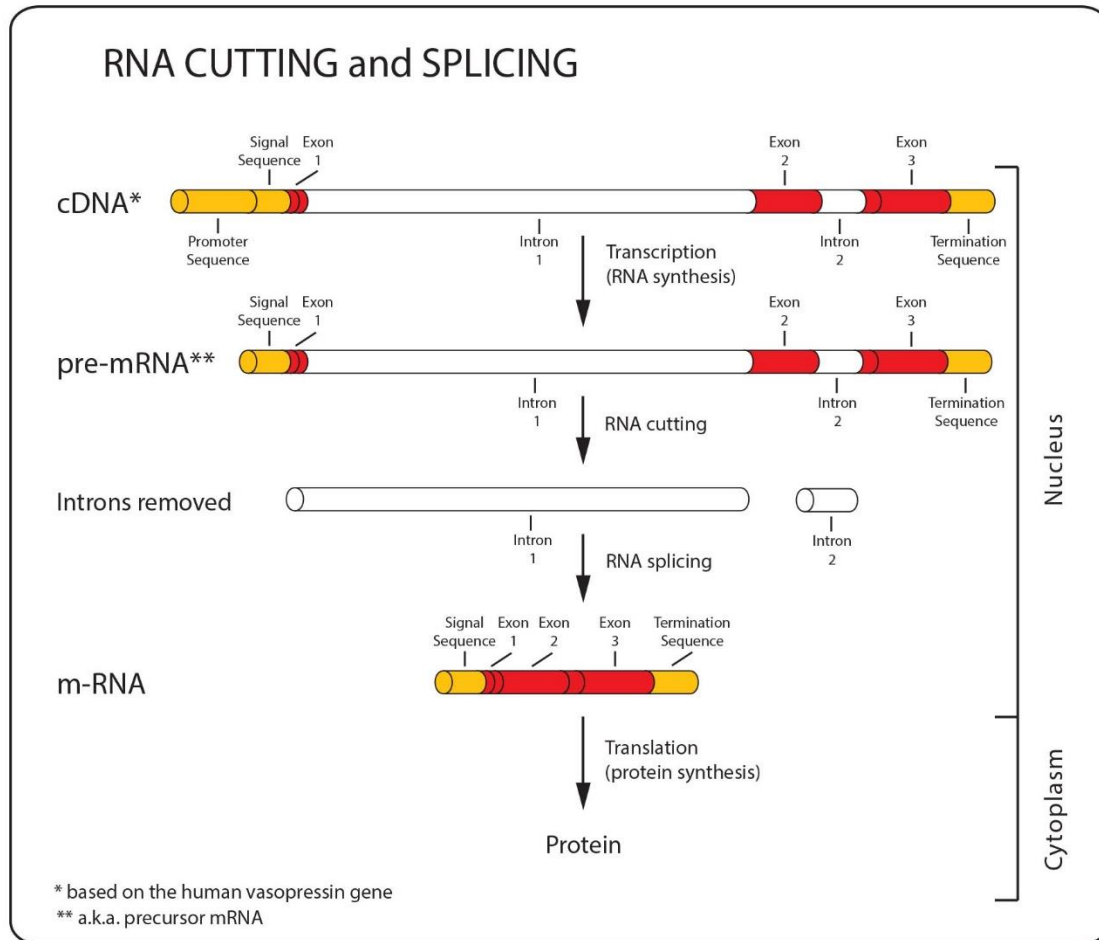 RNA CUTTING and SPLICING
Signal
Sequence
Exon
1
Exon
2
Exon
3
cDNA*
Promoter
Sequence
Intron
1
Intron
2
Termination
Sequence
Transcription
(RNA synthesis)
Signal
Sequence
Exon
1
Exon
2
Exon
3
pre-mRNA**
Intron
1
Intron
2
Termination
Sequence
RNA cutting
Introns removed
Intron
1
Intron
2
RNA splicing
Signal
Sequence
Exon
1
Exon
2
Exon
3
Termination
Sequence
m-RNA
Translation
(protein synthesis)
Protein
Nucleus
Cytoplasm
* based on the human vasopressin gene
** a.k.a. precursor mRNA